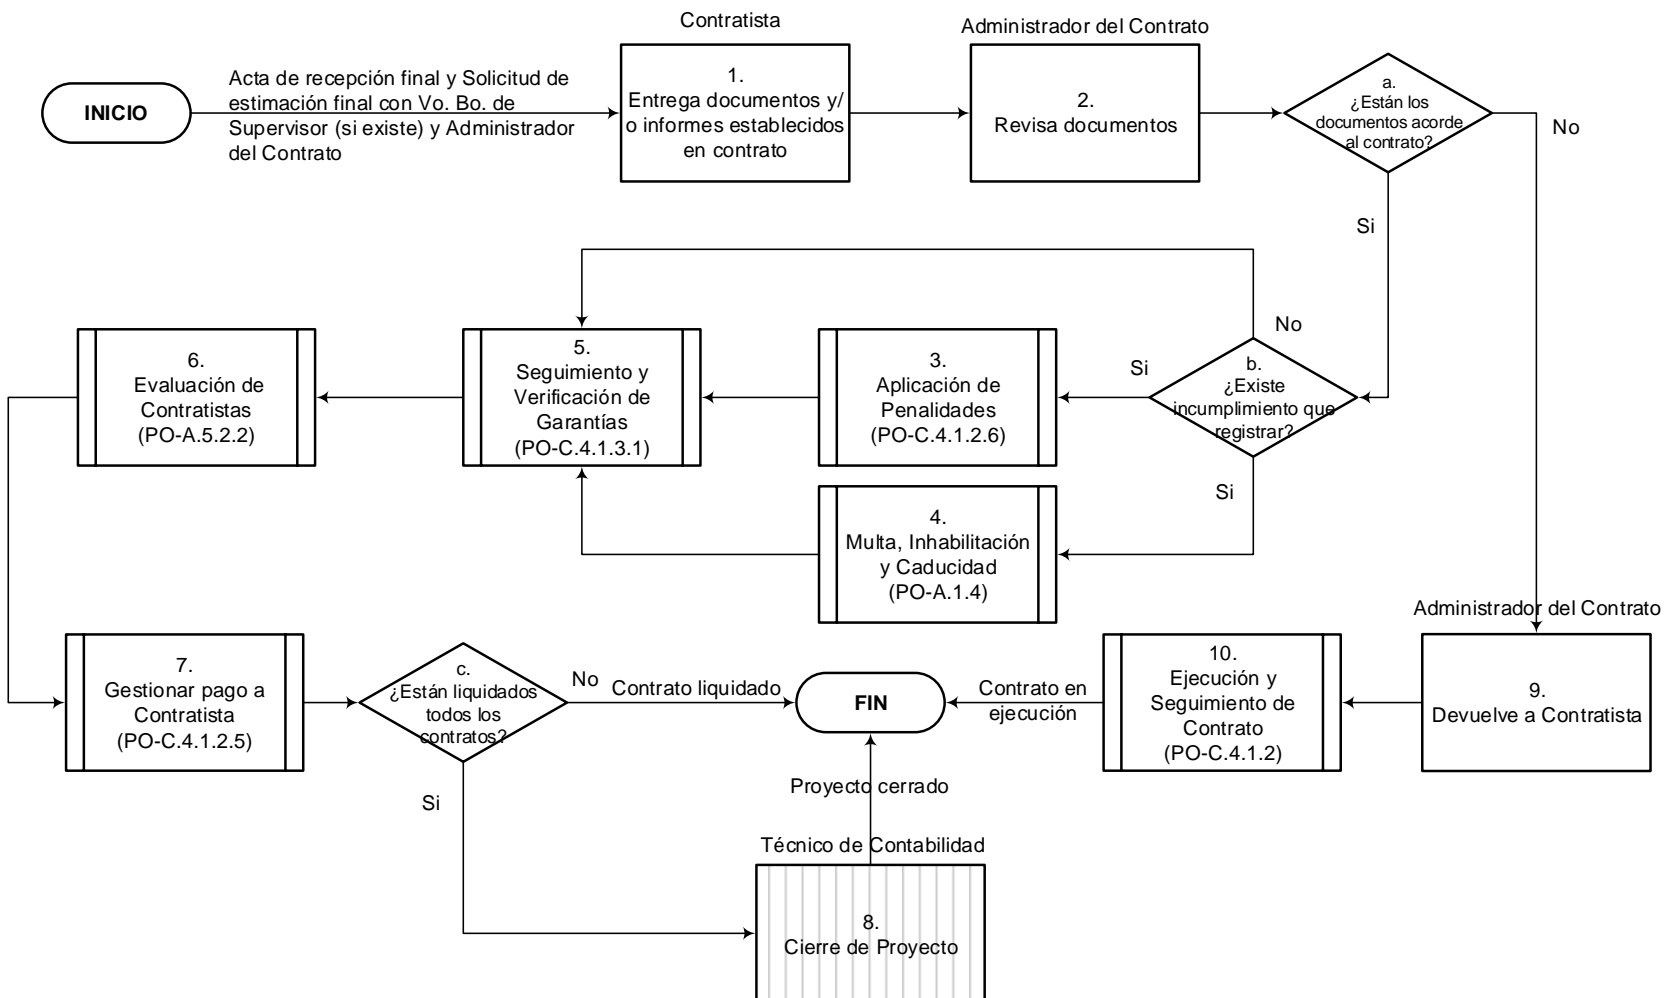 Contratista
Administrador del Contrato
INICIO
Acta de recepción final y Solicitud de
estimación final con Vo. Bo. de
Supervisor (si existe) y Administrador
del Contrato
1.
Entrega documentos y/
o informes establecidos
en contrato
2.
Revisa documentos
a.
¿Están los
documentos acorde
al contrato?
No
Si
6.
Evaluación de
Contratistas
(PO-A.5.2.2)
5.
Seguimiento y
Verificación de
Garantías
(PO-C.4.1.3.1)
3.
Aplicación de
Penalidades
(PO-C.4.1.2.6)
Si
No
b.
¿Existe
incumplimiento que
registrar?
Si
4.
Multa, Inhabilitación
y Caducidad
(PO-A.1.4)
Administrador del Contrato
7.
Gestionar pago a
Contratista
(PO-C.4.1.2.5)
c.
¿Están liquidados
todos los
contratos?
No
Contrato liquidado
FIN
Contrato en
ejecución
10.
Ejecución y
Seguimiento de
Contrato
(PO-C.4.1.2)
9.
Devuelve a Contratista
Si
Proyecto cerrado
Técnico de Contabilidad
8.
Cierre de Proyecto